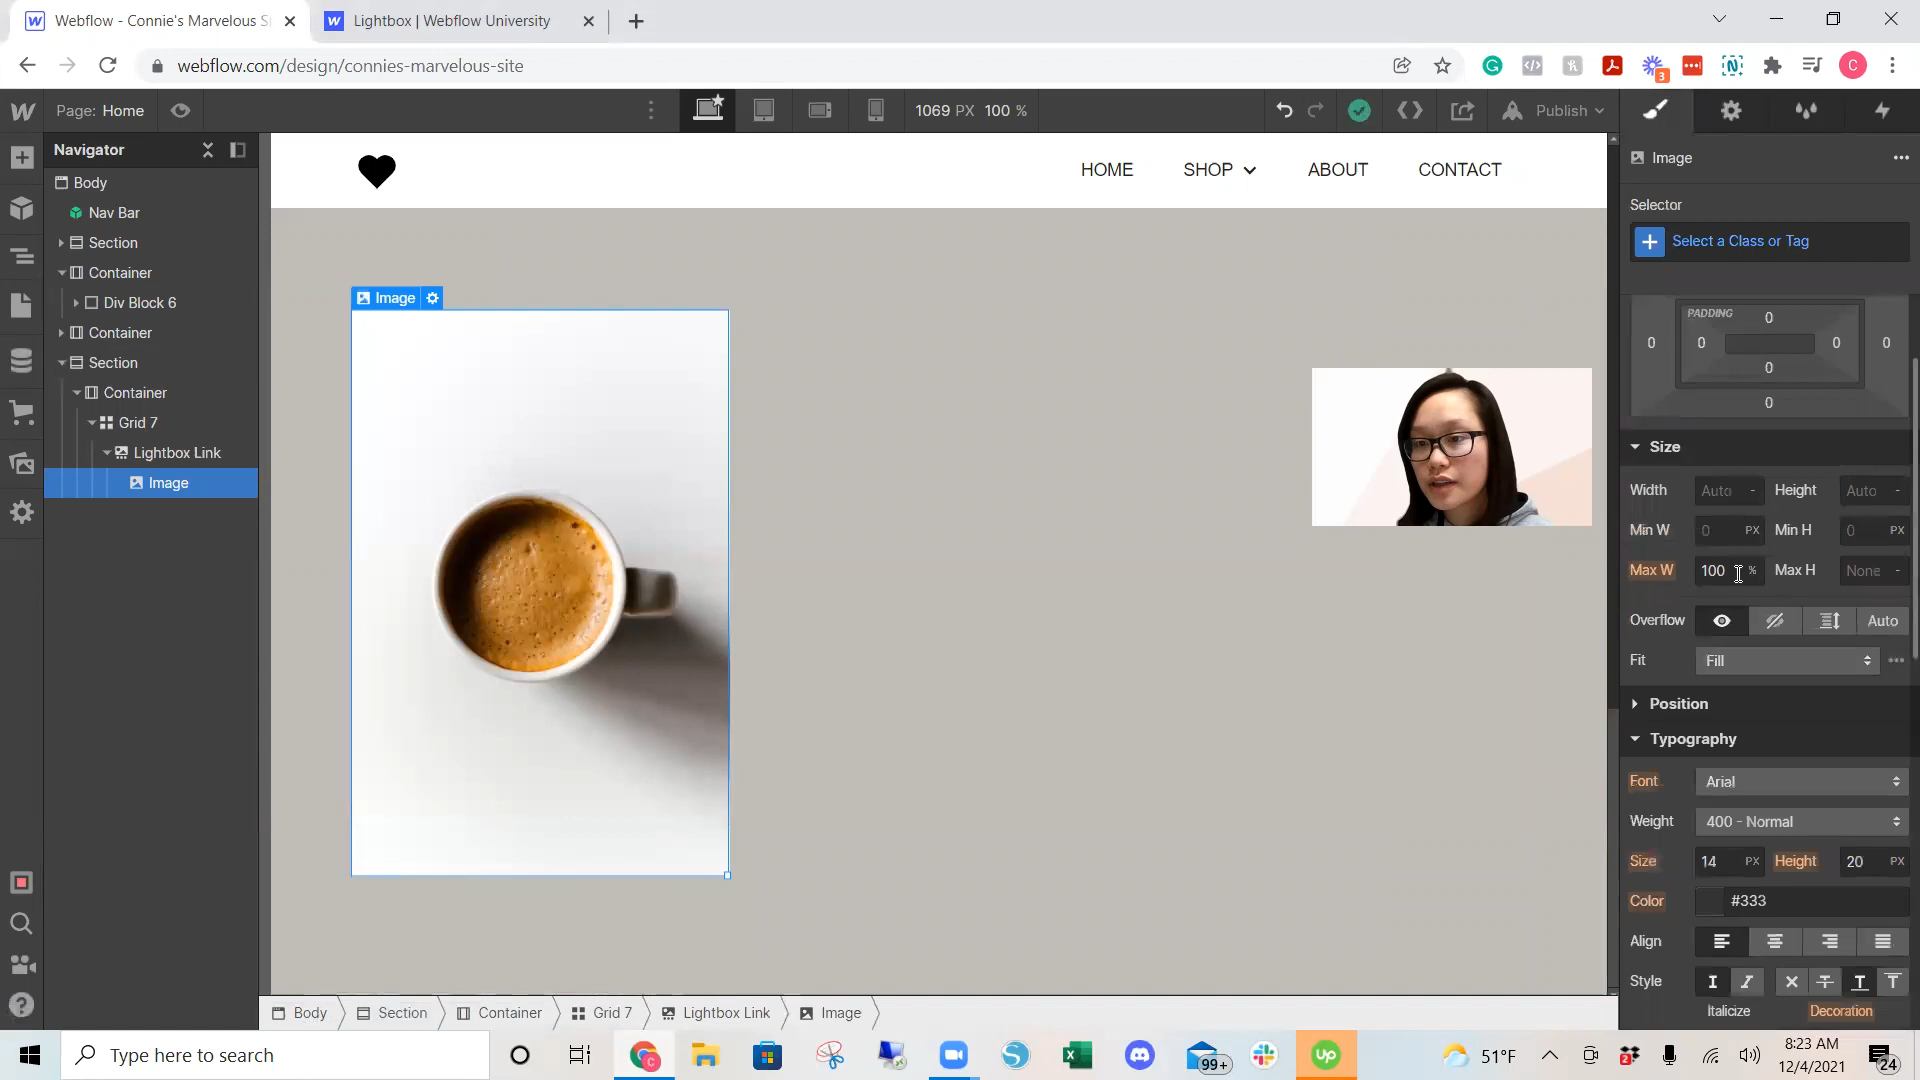 Webflow - Connie's Marvelous S
Lightbox | Webflow University
webflow.com/design/connies-marvelous-site
C
3
Page: Home
1069 PX 100 %
Publish
Navigator
Body
Nav Bar
Section
Container
Div Block 6
Container
Section
Container
Grid 7
Lightbox Link
Image
HOME
SHOP
ABOUT
CONTACT
Image
Image
Selector
Select a Class or Tag
PADDING
0
0 0 0 0
0
0
Size
Width Auto - Height Auto -
Min W 0 PX Min H 0 PX
Max W 100 % Max H None -
Overflow Auto
Fit Fill
Position
Typography
Font Arial
Weight 400 - Normal
Size 14 PX Height 20 PX
Color #333
Align
Style
Italicize Decoration
Body Section Container Grid 7 Lightbox Link Image
Type here to search
99+
up
51°F
2
8:23 AM
12/4/2021
24